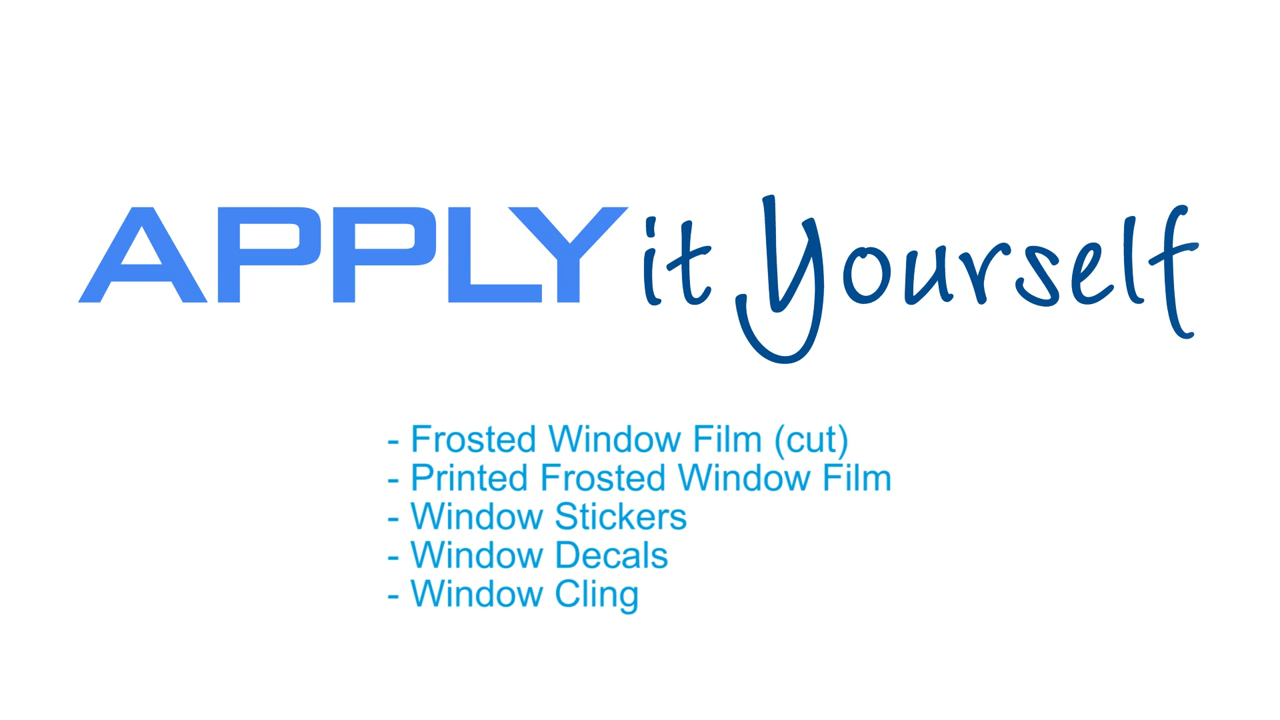 APPLY it Yourself
- Frosted Window Film (cut)
- Printed Frosted Window Film
- Window Stickers
- Window Decals
- Window Cling